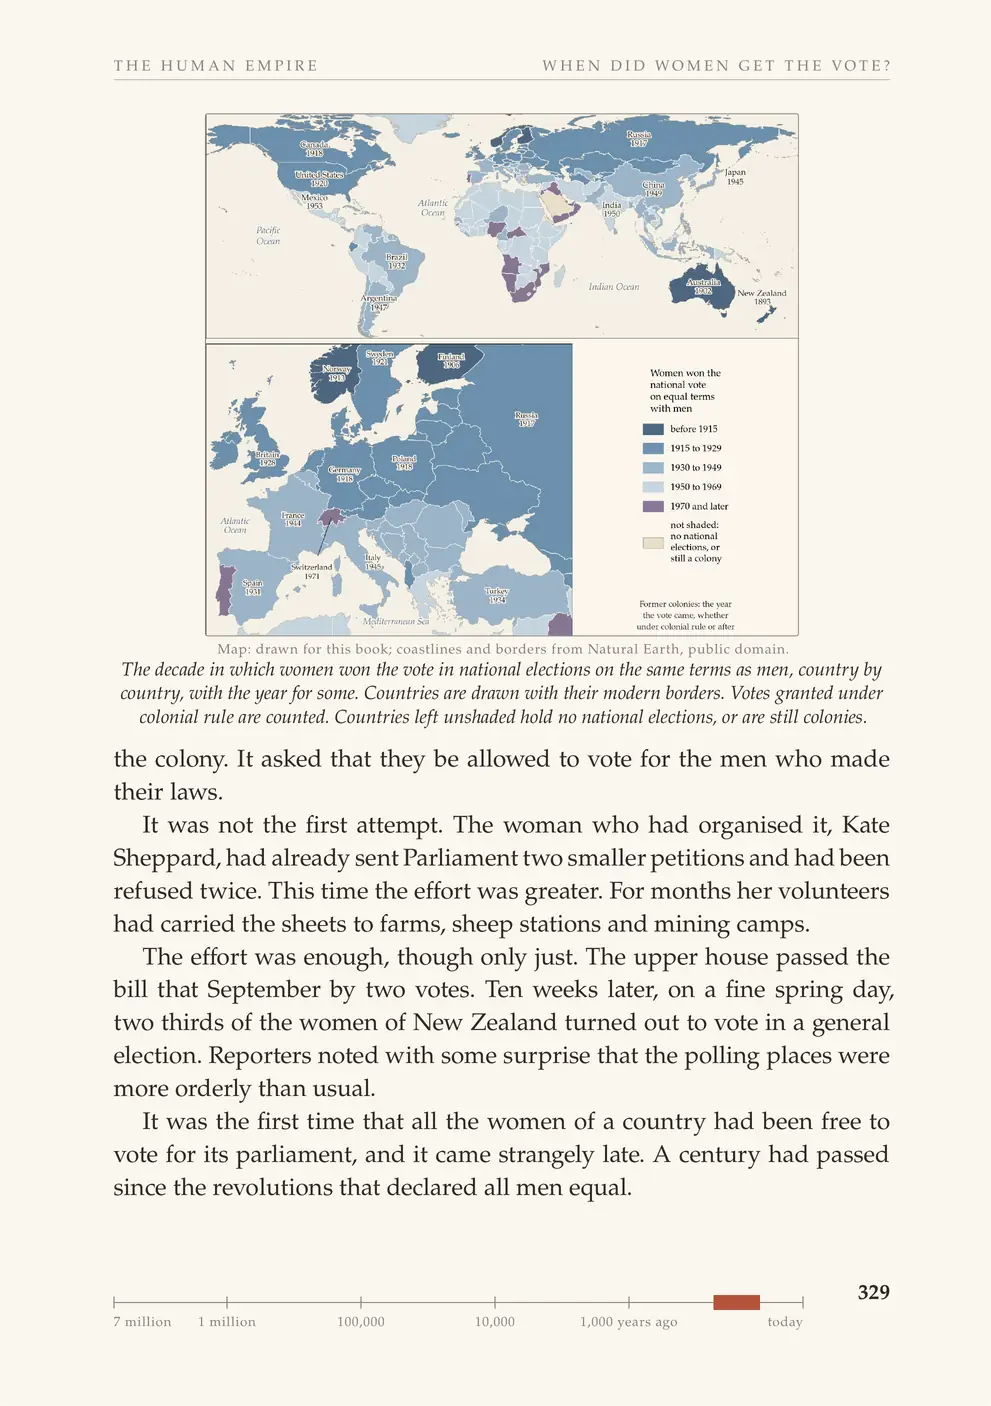 THE HUMAN EMPIRE
WHEN DID WOMEN GET THE VOTE?
Canada
1918
United States
1920
Mexico
1953
Pacific
Ocean
Atlantic
Ocean
Brazil
1932
Argentina
1947
Russia
1917
China
1949
Japan
1945
India
1950
Indian Ocean
Australia
1902
New Zealand
1893
Norway
1913
Sweden
1921
Finland
1906
Russia
1917
Britain
1928
Germany
1918
Poland
1918
Atlantic
Ocean
France
1944
Switzerland
1971
Italy
1945
Spain
1931
Turkey
1934
Mediterranean Sea
Women won the
national vote
on equal terms
with men
before 1915
1915 to 1929
1930 to 1949
1950 to 1969
1970 and later
not shaded:
no national
elections, or
still a colony
Former colonies: the year
the vote came, whether
under colonial rule or after
Map: drawn for this book; coastlines and borders from Natural Earth, public domain.
The decade in which women won the vote in national elections on the same terms as men, country by
country, with the year for some. Countries are drawn with their modern borders. Votes granted under
colonial rule are counted. Countries left unshaded hold no national elections, or are still colonies.
the colony. It asked that they be allowed to vote for the men who made
their laws.
It was not the first attempt. The woman who had organised it, Kate
Sheppard, had already sent Parliament two smaller petitions and had been
refused twice. This time the effort was greater. For months her volunteers
had carried the sheets to farms, sheep stations and mining camps.
The effort was enough, though only just. The upper house passed the
bill that September by two votes. Ten weeks later, on a fine spring day,
two thirds of the women of New Zealand turned out to vote in a general
election. Reporters noted with some surprise that the polling places were
more orderly than usual.
It was the first time that all the women of a country had been free to
vote for its parliament, and it came strangely late. A century had passed
since the revolutions that declared all men equal.
329
7 million
1 million
100,000
10,000
1,000 years ago
today